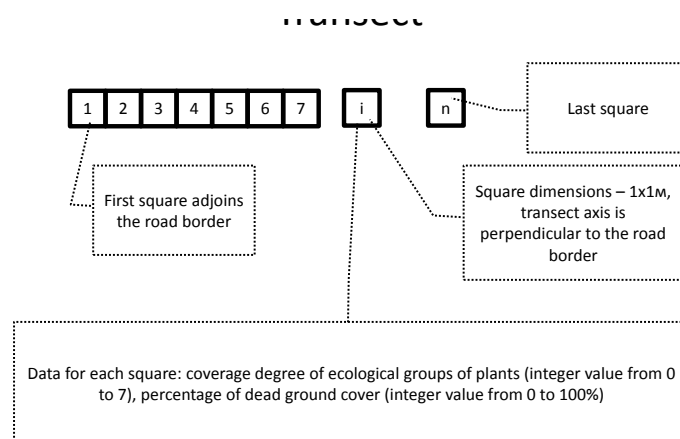 Transect
1 2 3 4 5 6 7 i n
Last square
First square adjoins
the road border
Square dimensions – 1x1м,
transect axis is
perpendicular to the road
border
Data for each square: coverage degree of ecological groups of plants (integer value from 0
to 7), percentage of dead ground cover (integer value from 0 to 100%)